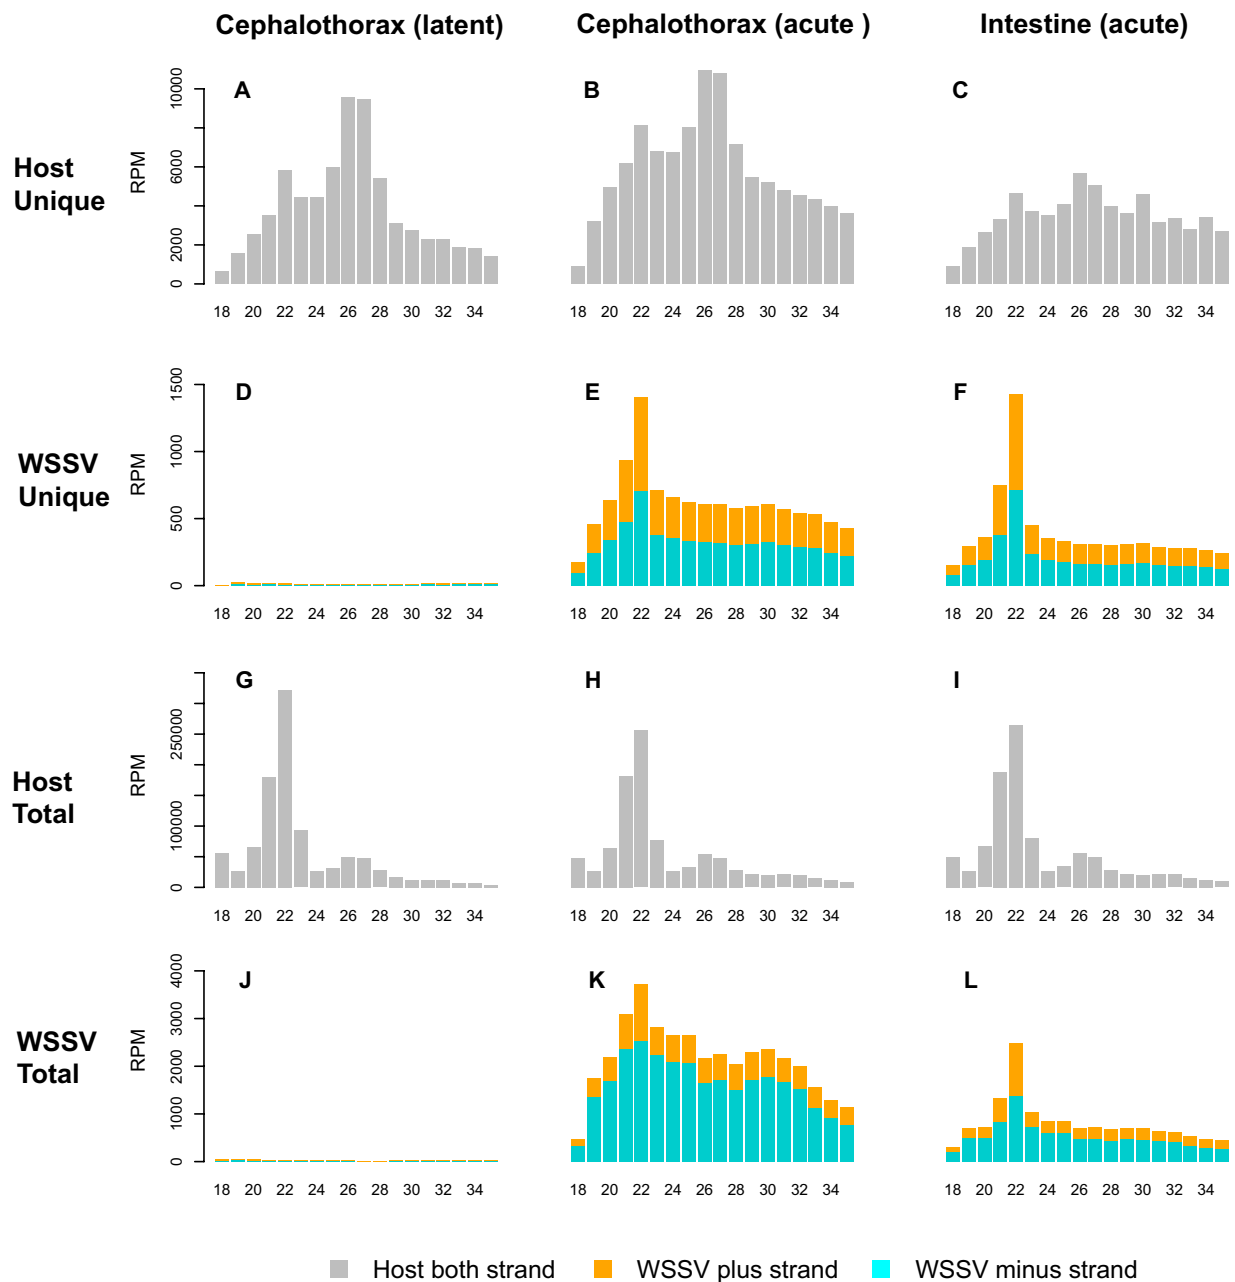 Cephalothorax (latent) Cephalothorax (acute ) Intestine (acute)
Host
Unique
RPM
0 2000 6000 10000
A
B
C
18 20 22 24 26 28 30 32 34
18 20 22 24 26 28 30 32 34
18 20 22 24 26 28 30 32 34
WSSV
Unique
RPM
0 500 1000 1500
D
E
F
18 20 22 24 26 28 30 32 34
18 20 22 24 26 28 30 32 34
18 20 22 24 26 28 30 32 34
Host
Total
RPM
0 100000 250000
G
H
I
18 20 22 24 26 28 30 32 34
18 20 22 24 26 28 30 32 34
18 20 22 24 26 28 30 32 34
WSSV
Total
RPM
0 1000 2000 3000 4000
J
K
L
18 20 22 24 26 28 30 32 34
18 20 22 24 26 28 30 32 34
18 20 22 24 26 28 30 32 34
Host both strand WSSV plus strand WSSV minus strand